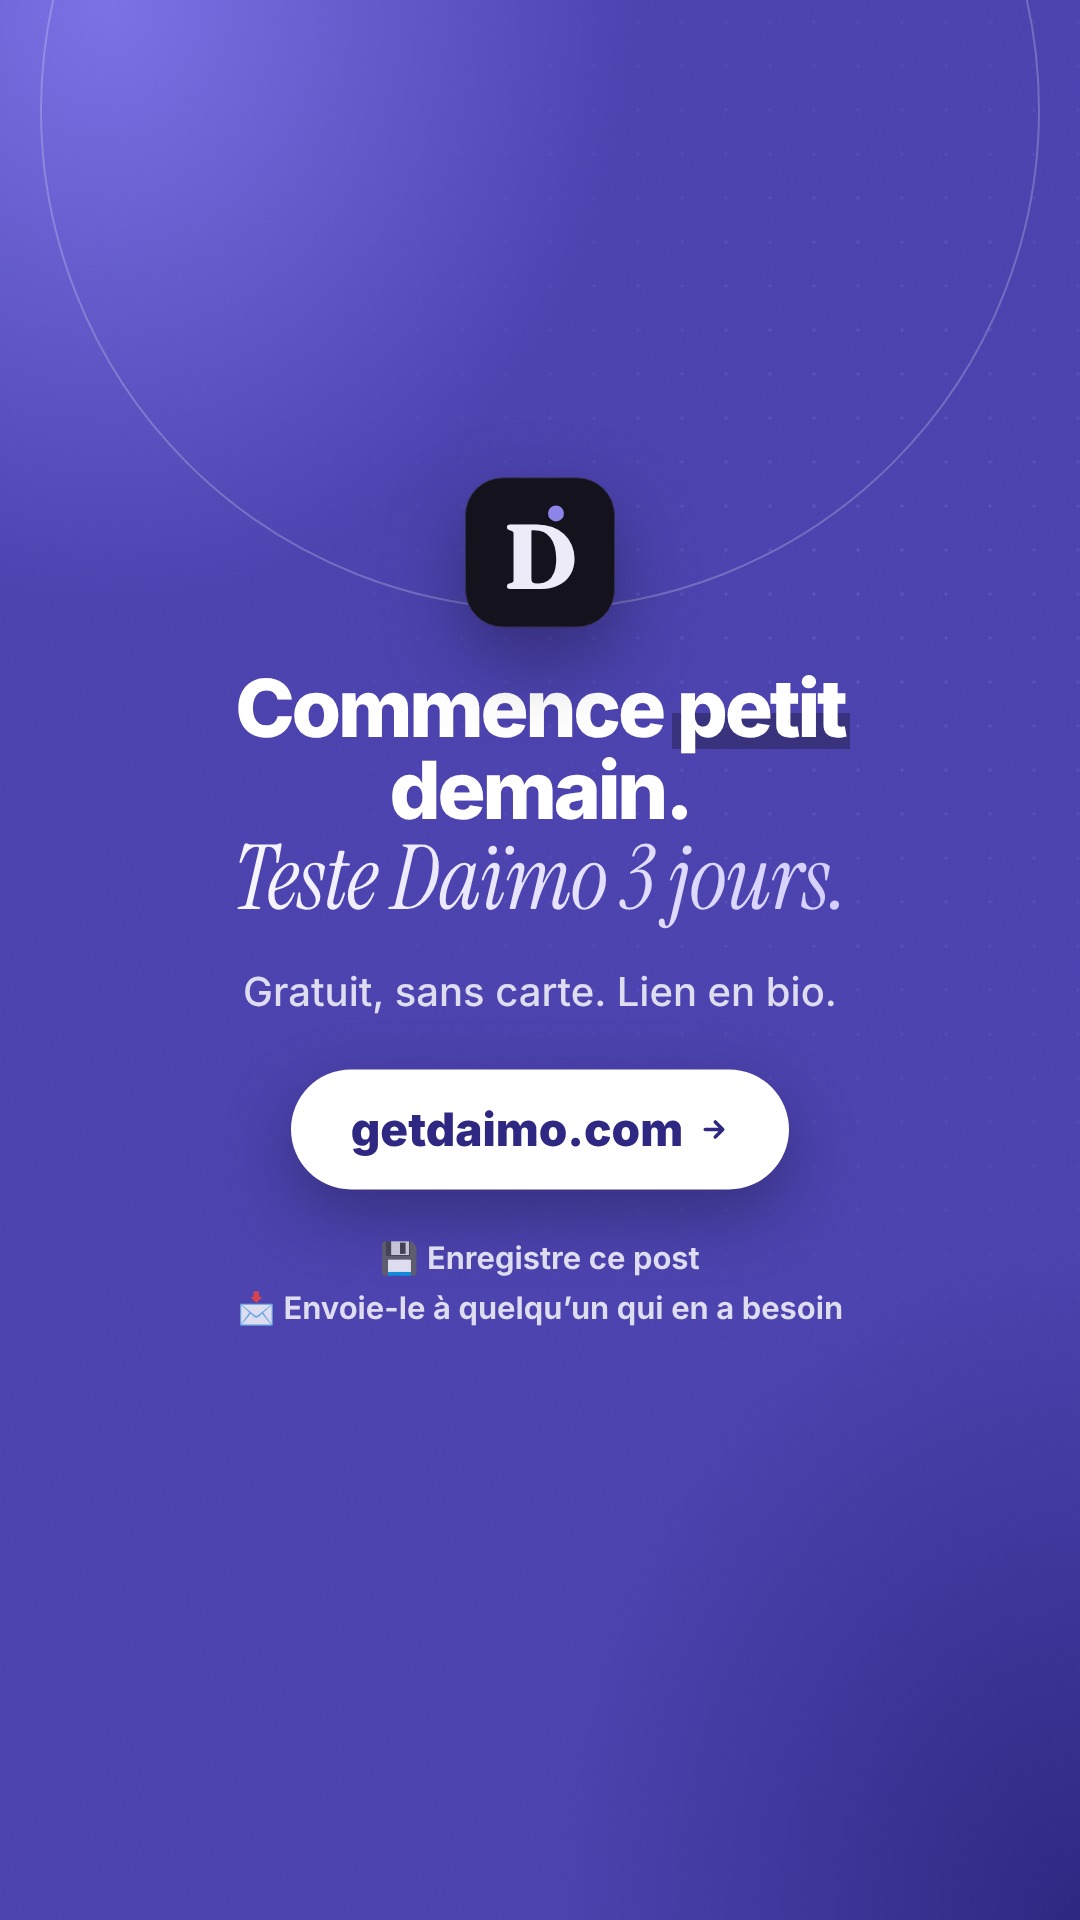 D
Commence petit
demain.
Teste Daïmo 3 jours.
Gratuit, sans carte. Lien en bio.
getdaimo.com →
💾 Enregistre ce post
📩 Envoie-le à quelqu’un qui en a besoin